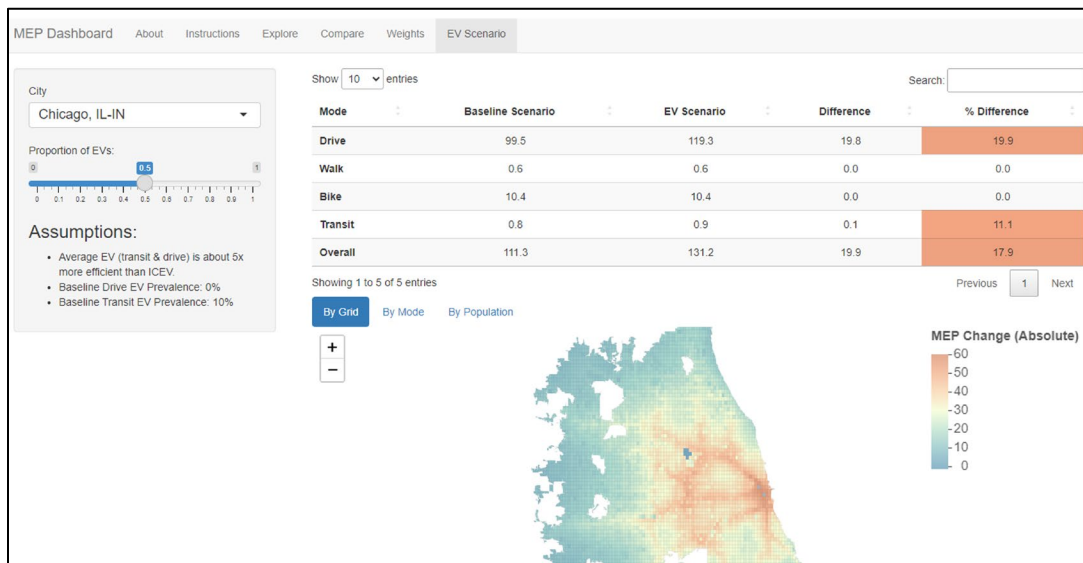 MEP Dashboard About Instructions Explore Compare Weights EV Scenario
City
Chicago, IL-IN
Proportion of EVs:
0 0.5 1
0 0.1 0.2 0.3 0.4 0.5 0.6 0.7 0.8 0.9 1
Assumptions:
• Average EV (transit & drive) is about 5x
more efficient than ICEV.
• Baseline Drive EV Prevalence: 0%
• Baseline Transit EV Prevalence: 10%
Show 10 entries Search:
Mode Baseline Scenario EV Scenario Difference % Difference
Drive 99.5 119.3 19.8 19.9
Walk 0.6 0.6 0.0 0.0
Bike 10.4 10.4 0.0 0.0
Transit 0.8 0.9 0.1 11.1
Overall 111.3 131.2 19.9 17.9
Showing 1 to 5 of 5 entries Previous 1 Next
By Grid By Mode By Population
+
−
MEP Change (Absolute)
60
50
40
30
20
10
0